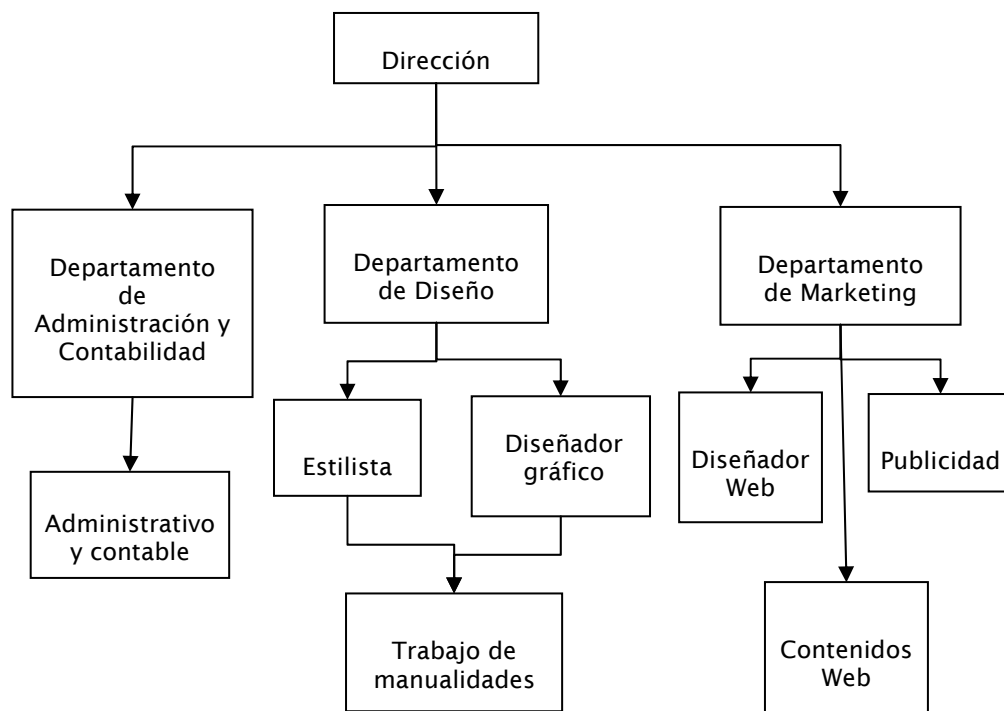 Dirección
Departamento
de
Administración y
Contabilidad
Departamento
de Diseño
Departamento
de Marketing
Estilista
Diseñador
gráfico
Diseñador
Web
Publicidad
Administrativo
y contable
Trabajo de
manualidades
Contenidos
Web